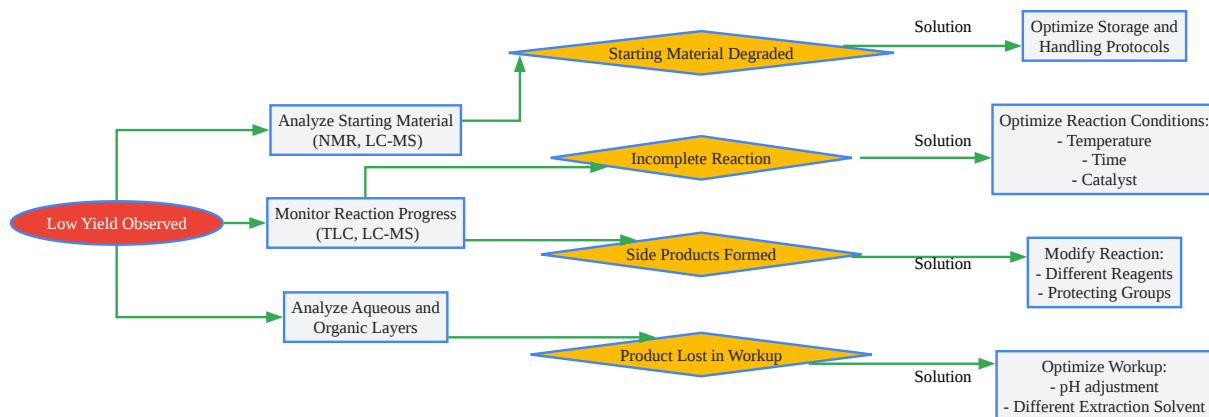 Low Yield Observed
Analyze Starting Material
(NMR, LC-MS)
Monitor Reaction Progress
(TLC, LC-MS)
Analyze Aqueous and
Organic Layers
Starting Material Degraded
Incomplete Reaction
Side Products Formed
Product Lost in Workup
Solution
Solution
Solution
Solution
Optimize Storage and
Handling Protocols
Optimize Reaction Conditions:
- Temperature
- Time
- Catalyst
Modify Reaction:
- Different Reagents
- Protecting Groups
Optimize Workup:
- pH adjustment
- Different Extraction Solvent